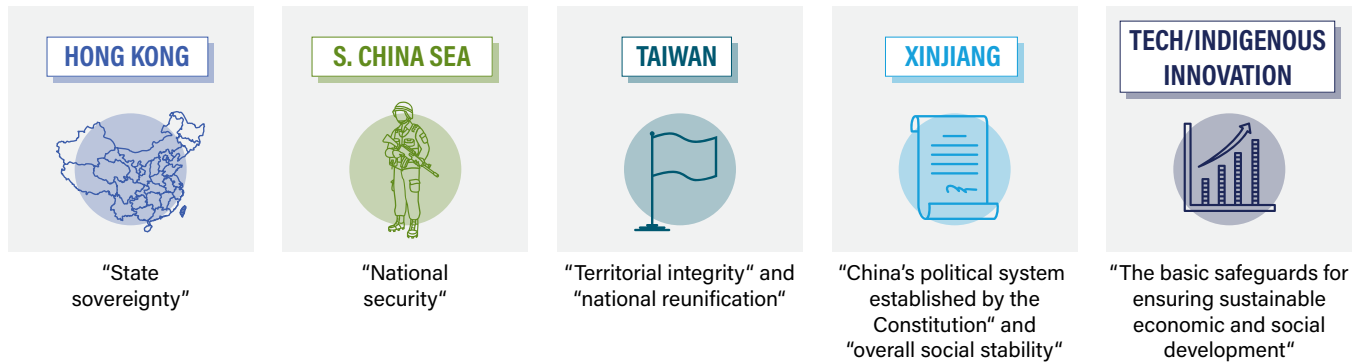 HONG KONG
"State
sovereignty"
S. CHINA SEA
"National
security“
TAIWAN
"Territorial integrity“ and
"national reunification“
XINJIANG
"China's political system
established by the
Constitution“ and
"overall social stability“
TECH/INDIGENOUS
INNOVATION
"The basic safeguards for
ensuring sustainable
economic and social
development“